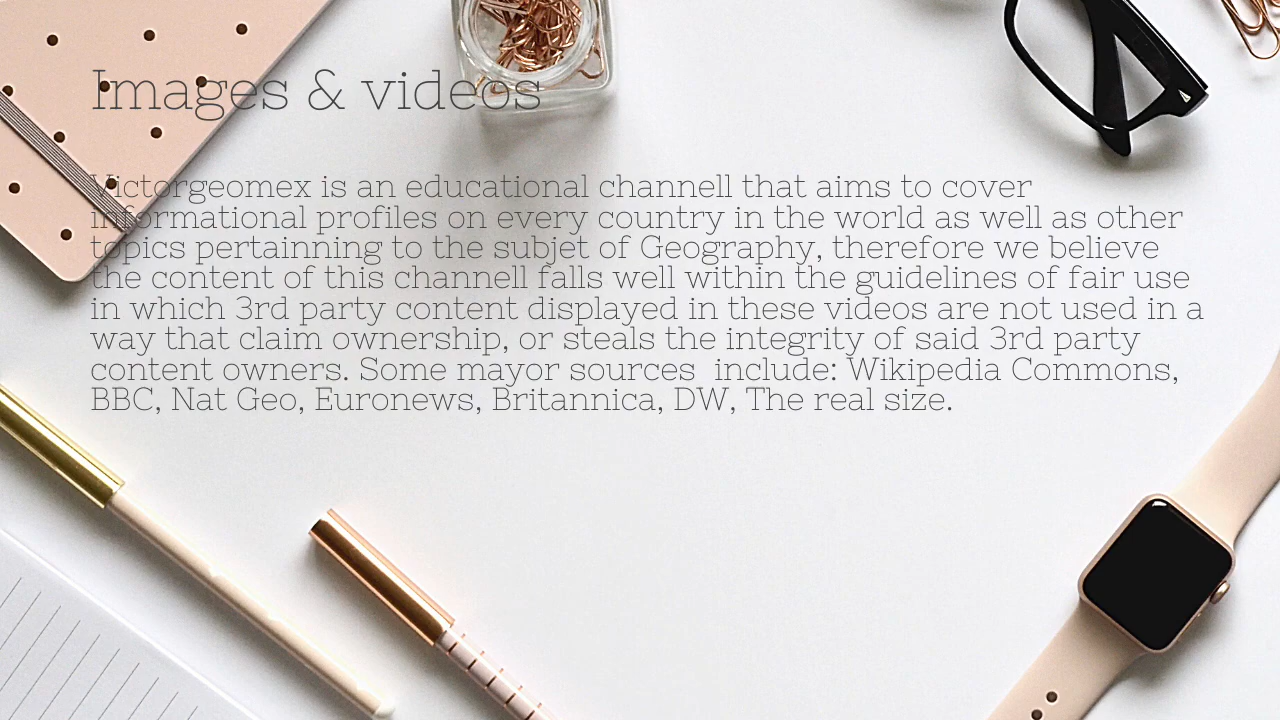 Images & videos
Victorgeomex is an educational channell that aims to cover
informational profiles on every country in the world as well as other
topics pertainning to the subjet of Geography, therefore we believe
the content of this channell falls well within the guidelines of fair use
in which 3rd party content displayed in these videos are not used in a
way that claim ownership, or steals the integrity of said 3rd party
content owners. Some mayor sources  include: Wikipedia Commons,
BBC, Nat Geo, Euronews, Britannica, DW, The real size.